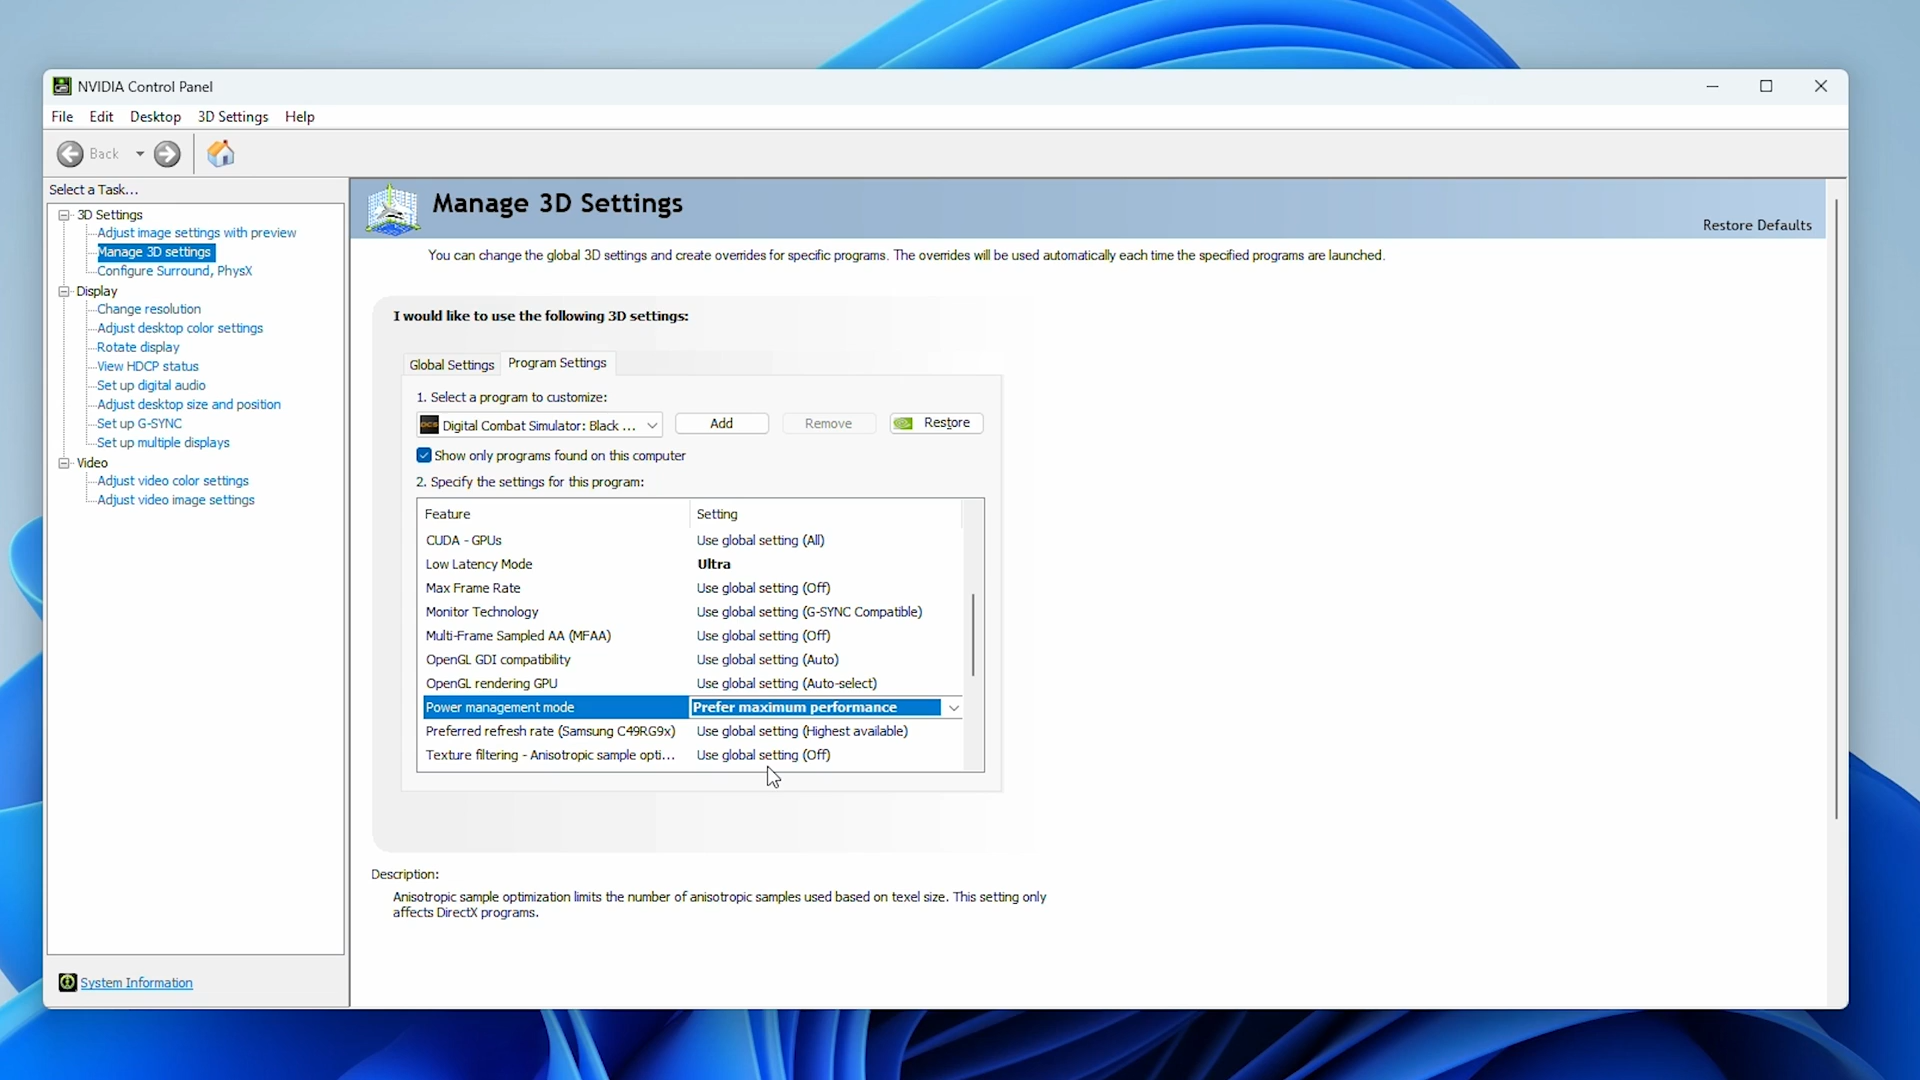 NVIDIA Control Panel
File Edit Desktop 3D Settings Help
Back
Select a Task...
3D Settings
Adjust image settings with preview
Manage 3D settings
Configure Surround, PhysX
Display
Change resolution
Adjust desktop color settings
Rotate display
View HDCP status
Set up digital audio
Adjust desktop size and position
Set up G-SYNC
Set up multiple displays
Video
Adjust video color settings
Adjust video image settings
System Information
Manage 3D Settings
Restore Defaults
You can change the global 3D settings and create overrides for specific programs. The overrides will be used automatically each time the specified programs are launched.
I would like to use the following 3D settings:
Global Settings Program Settings
1. Select a program to customize:
DCS Digital Combat Simulator: Black ... Add Remove Restore
Show only programs found on this computer
2. Specify the settings for this program:
Feature Setting
CUDA - GPUs Use global setting (All)
Low Latency Mode Ultra
Max Frame Rate Use global setting (Off)
Monitor Technology Use global setting (G-SYNC Compatible)
Multi-Frame Sampled AA (MFAA) Use global setting (Off)
OpenGL GDI compatibility Use global setting (Auto)
OpenGL rendering GPU Use global setting (Auto-select)
Power management mode Prefer maximum performance
Preferred refresh rate (Samsung C49RG9x) Use global setting (Highest available)
Texture filtering - Anisotropic sample opti... Use global setting (Off)
Description:
Anisotropic sample optimization limits the number of anisotropic samples used based on texel size. This setting only
affects DirectX programs.